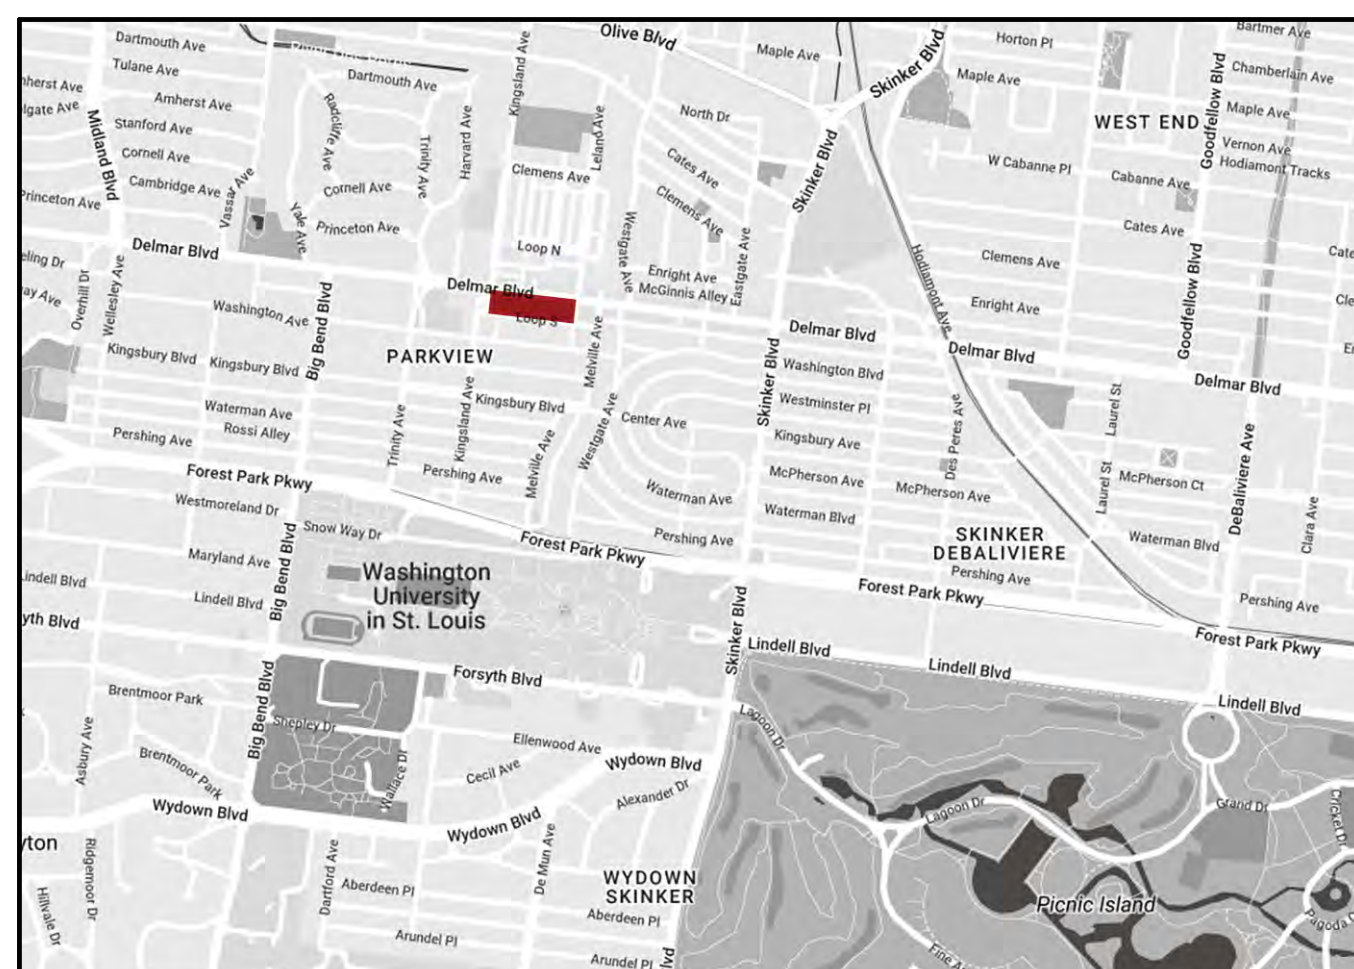 Bartmer Ave
Olive Blvd
Dartmouth Ave
Maple Ave
Horton Pl
Skinker Blvd
Kingsland Ave
Goodfellow Blvd
Tulane Ave
Dartmouth Ave
Maple Ave
Chamberlain Ave
Amherst Ave
North Dr
Maple Ave
Midland Blvd
Radcliffe Ave
Trinity Ave
Harvard Ave
Leland Ave
WEST END
Stanford Ave
Vernon Ave
Cornell Ave
Cates Ave
Skinker Blvd
W Cabanne Pl
Hodiamont Tracks
Clemens Ave
Cabanne Ave
Cambridge Ave
Vassar Ave
Cornell Ave
Clemens Ave
Princeton Ave
Yale Ave
Princeton Ave
Westgate Ave
Eastgate Ave
Cates Ave
Delmar Blvd
Loop N
Hodiamont Ave
Clemens Ave
Goodfellow Blvd
Enright Ave
McGinnis Alley
Overhill Dr
Wellesley Ave
Delmar Blvd
Enright Ave
Washington Ave
Big Bend Blvd
Loop S
Delmar Blvd
Kingsbury Blvd
Kingsbury Blvd
PARKVIEW
Melville Ave
Skinker Blvd
Washington Blvd
Delmar Blvd
Delmar Blvd
Waterman Ave
Rossi Alley
Kingsland Ave
Kingsbury Blvd
Westgate Ave
Center Ave
Westminster Pl
Des Peres Ave
Laurel St
Pershing Ave
Trinity Ave
Melville Ave
Kingsbury Ave
DeBaliviere Ave
Forest Park Pkwy
Pershing Ave
McPherson Ave
McPherson Ave
Laurel St
McPherson Ct
Westmoreland Dr
Waterman Ave
Waterman Blvd
Clara Ave
Big Bend Blvd
Snow Way Dr
Forest Park Pkwy
Pershing Ave
SKINKER
DEBALIVIERE
Waterman Blvd
Maryland Ave
Washington
University
in St. Louis
Pershing Ave
Lindell Blvd
Lindell Blvd
Forest Park Pkwy
Pershing Ave
Skinker Blvd
Forest Park Pkwy
Lindell Blvd
Lindell Blvd
Lindell Blvd
Forsyth Blvd
Big Bend Blvd
Brentmoor Park
Shepley Dr
Lagoon Dr
Asbury Ave
Brentmoor Park
Wallace Dr
Ellenwood Ave
Cecil Ave
Wydown Blvd
Alexander Dr
Wydown Blvd
Wydown Blvd
Lagoon Dr
Grand Dr
Cricket Dr
Ridgemoor Dr
Hillvale Dr
Dartford Ave
De Mun Ave
Aberdeen Pl
WYDOWN
SKINKER
Aberdeen Pl
Picnic Island
Arundel Pl
Arundel Pl